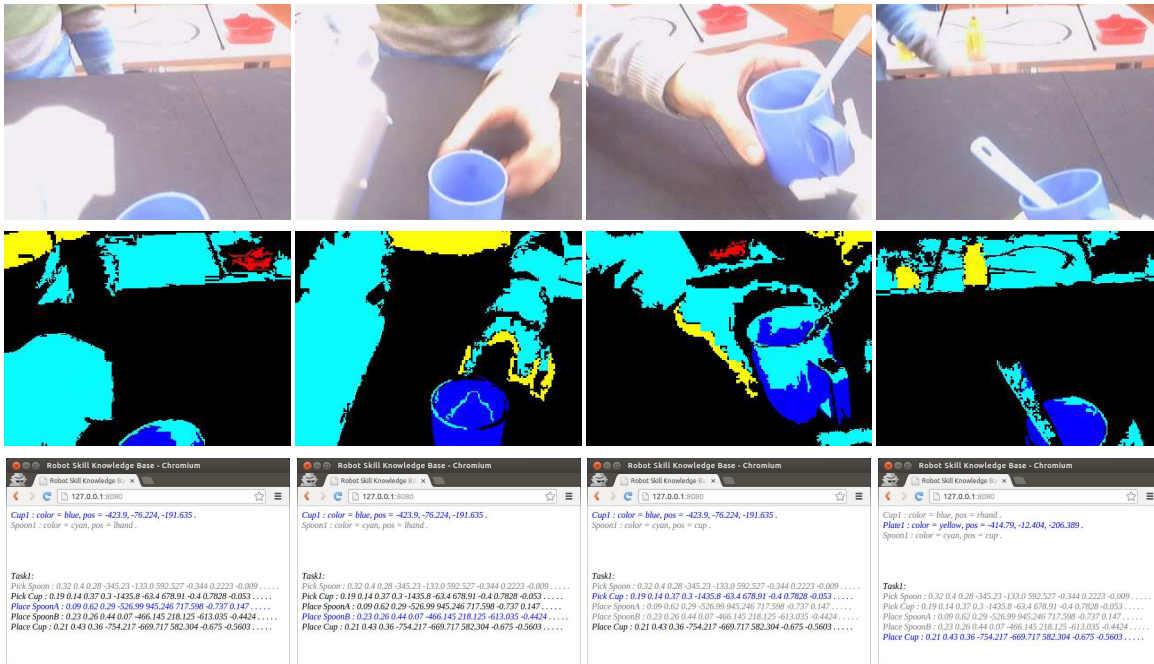 Robot Skill Knowledge Base - Chromium
Robot Skill Knowledge Ba
127.0.0.1:8080
Cup1 : color = blue, pos = -423.9, -76.224, -191.635 .
Spoon1 : color = cyan, pos = lhand .
Task1:
Pick Spoon : 0.32 0.4 0.28 -345.23 -133.0 592.527 -0.344 0.2223 -0.009 . . . . .
Pick Cup : 0.19 0.14 0.37 0.3 -1435.8 -63.4 678.91 -0.4 0.7828 -0.053 . . . . .
Place SpoonA : 0.09 0.62 0.29 -526.99 945.246 717.598 -0.737 0.147 . . . . .
Place SpoonB : 0.23 0.26 0.44 0.07 -466.145 218.125 -613.035 -0.4424 . . . . .
Place Cup : 0.21 0.43 0.36 -754.217 -669.717 582.304 -0.675 -0.5603 . . . . .
Robot Skill Knowledge Base - Chromium
Robot Skill Knowledge Ba
127.0.0.1:8080
Cup1 : color = blue, pos = -423.9, -76.224, -191.635 .
Spoon1 : color = cyan, pos = lhand .
Task1:
Pick Spoon : 0.32 0.4 0.28 -345.23 -133.0 592.527 -0.344 0.2223 -0.009 . . . . .
Pick Cup : 0.19 0.14 0.37 0.3 -1435.8 -63.4 678.91 -0.4 0.7828 -0.053 . . . . .
Place SpoonA : 0.09 0.62 0.29 -526.99 945.246 717.598 -0.737 0.147 . . . . .
Place SpoonB : 0.23 0.26 0.44 0.07 -466.145 218.125 -613.035 -0.4424 . . . . .
Place Cup : 0.21 0.43 0.36 -754.217 -669.717 582.304 -0.675 -0.5603 . . . . .
Robot Skill Knowledge Base - Chromium
Robot Skill Knowledge Ba
127.0.0.1:8080
Cup1 : color = blue, pos = -423.9, -76.224, -191.635 .
Spoon1 : color = cyan, pos = cup .
Task1:
Pick Spoon : 0.32 0.4 0.28 -345.23 -133.0 592.527 -0.344 0.2223 -0.009 . . . . .
Pick Cup : 0.19 0.14 0.37 0.3 -1435.8 -63.4 678.91 -0.4 0.7828 -0.053 . . . . .
Place SpoonA : 0.09 0.62 0.29 -526.99 945.246 717.598 -0.737 0.147 . . . . .
Place SpoonB : 0.23 0.26 0.44 0.07 -466.145 218.125 -613.035 -0.4424 . . . . .
Place Cup : 0.21 0.43 0.36 -754.217 -669.717 582.304 -0.675 -0.5603 . . . . .
Robot Skill Knowledge Base - Chromium
Robot Skill Knowledge Ba
127.0.0.1:8080
Cup1 : color = blue, pos = rhand .
Plate1 : color = yellow, pos = -414.79, -12.404, -206.389 .
Spoon1 : color = cyan, pos = cup .
Task1:
Pick Spoon : 0.32 0.4 0.28 -345.23 -133.0 592.527 -0.344 0.2223 -0.009 . . . . .
Pick Cup : 0.19 0.14 0.37 0.3 -1435.8 -63.4 678.91 -0.4 0.7828 -0.053 . . . . .
Place SpoonA : 0.09 0.62 0.29 -526.99 945.246 717.598 -0.737 0.147 . . . . .
Place SpoonB : 0.23 0.26 0.44 0.07 -466.145 218.125 -613.035 -0.4424 . . . . .
Place Cup : 0.21 0.43 0.36 -754.217 -669.717 582.304 -0.675 -0.5603 . . . . .